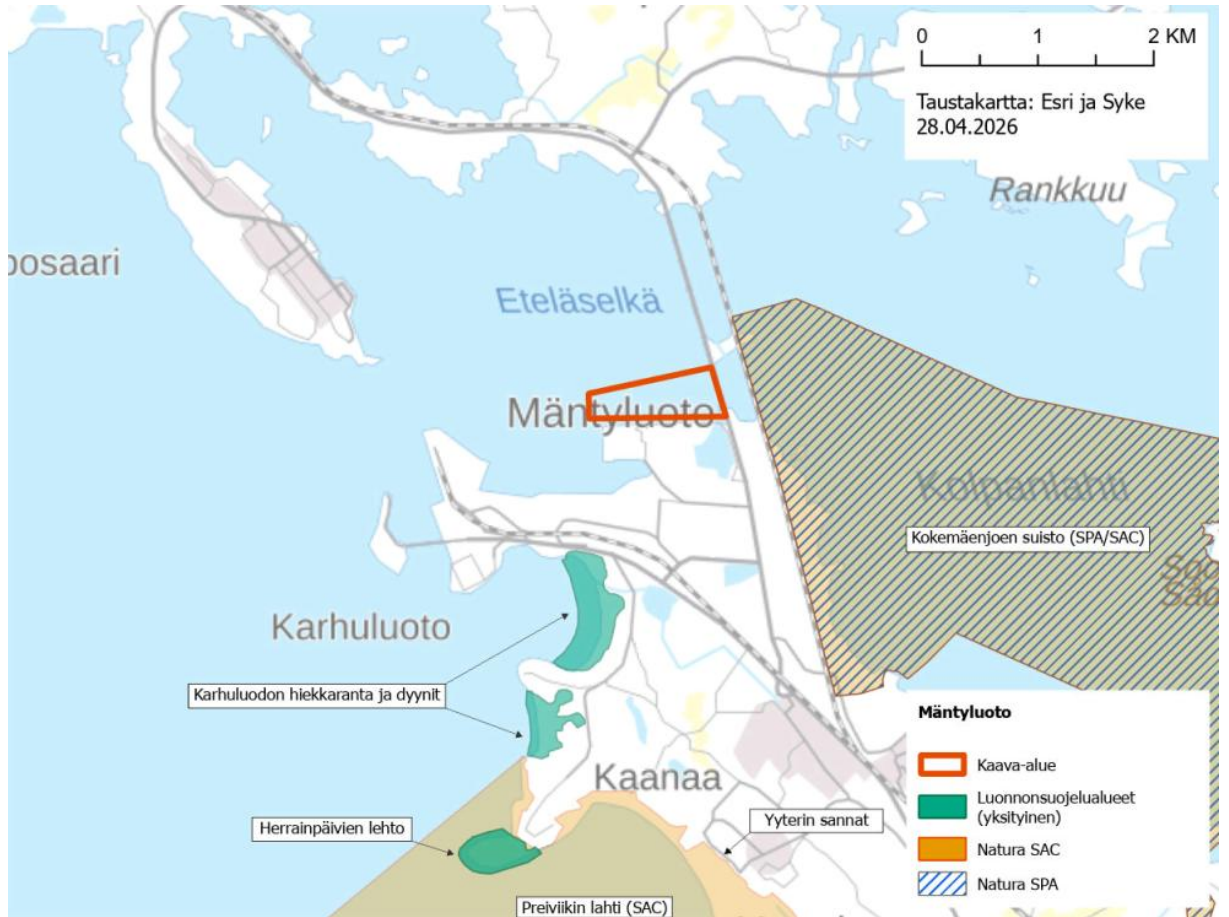 0 1 2 KM
Taustakartta: Esri ja Syke
28.04.2026
Rankkuu
posaari
Eteläselkä
Mäntyluoto
Kolpanlahti
Kokemäenjoen suisto (SPA/SAC)
Karhuluoto
Karhuluodon hiekkaranta ja dyynit
Kaanaa
Herrainpäivien lehto
Yyterin sannat
Preiviikin lahti (SAC)
Mäntyluoto
Kaava-alue
Luonnonsuojelualueet
(yksityinen)
Natura SAC
Natura SPA